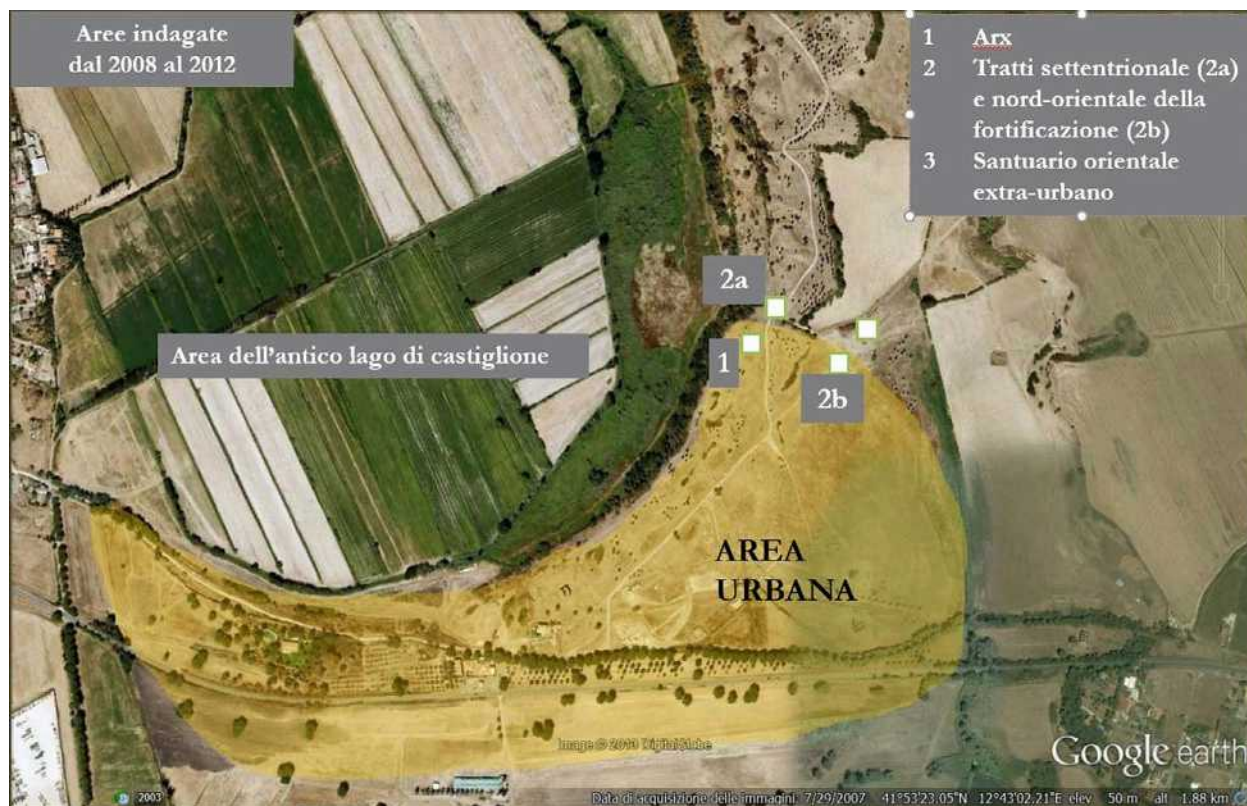 Aree indagate
dal 2008 al 2012
1 Arx
2 Tratti settentrionale (2a)
e nord-orientale della
fortificazione (2b)
3 Santuario orientale
extra-urbano
2a
1
2b
Area dell'antico lago di castiglione
AREA
URBANA
Image © 2013 DigitalGlobe
Google earth
2003
Data di acquisizione delle immagini: 7/29/2007 41°53'23.05"N 12°43'02.21"E elev 50 m alt 1.88 km